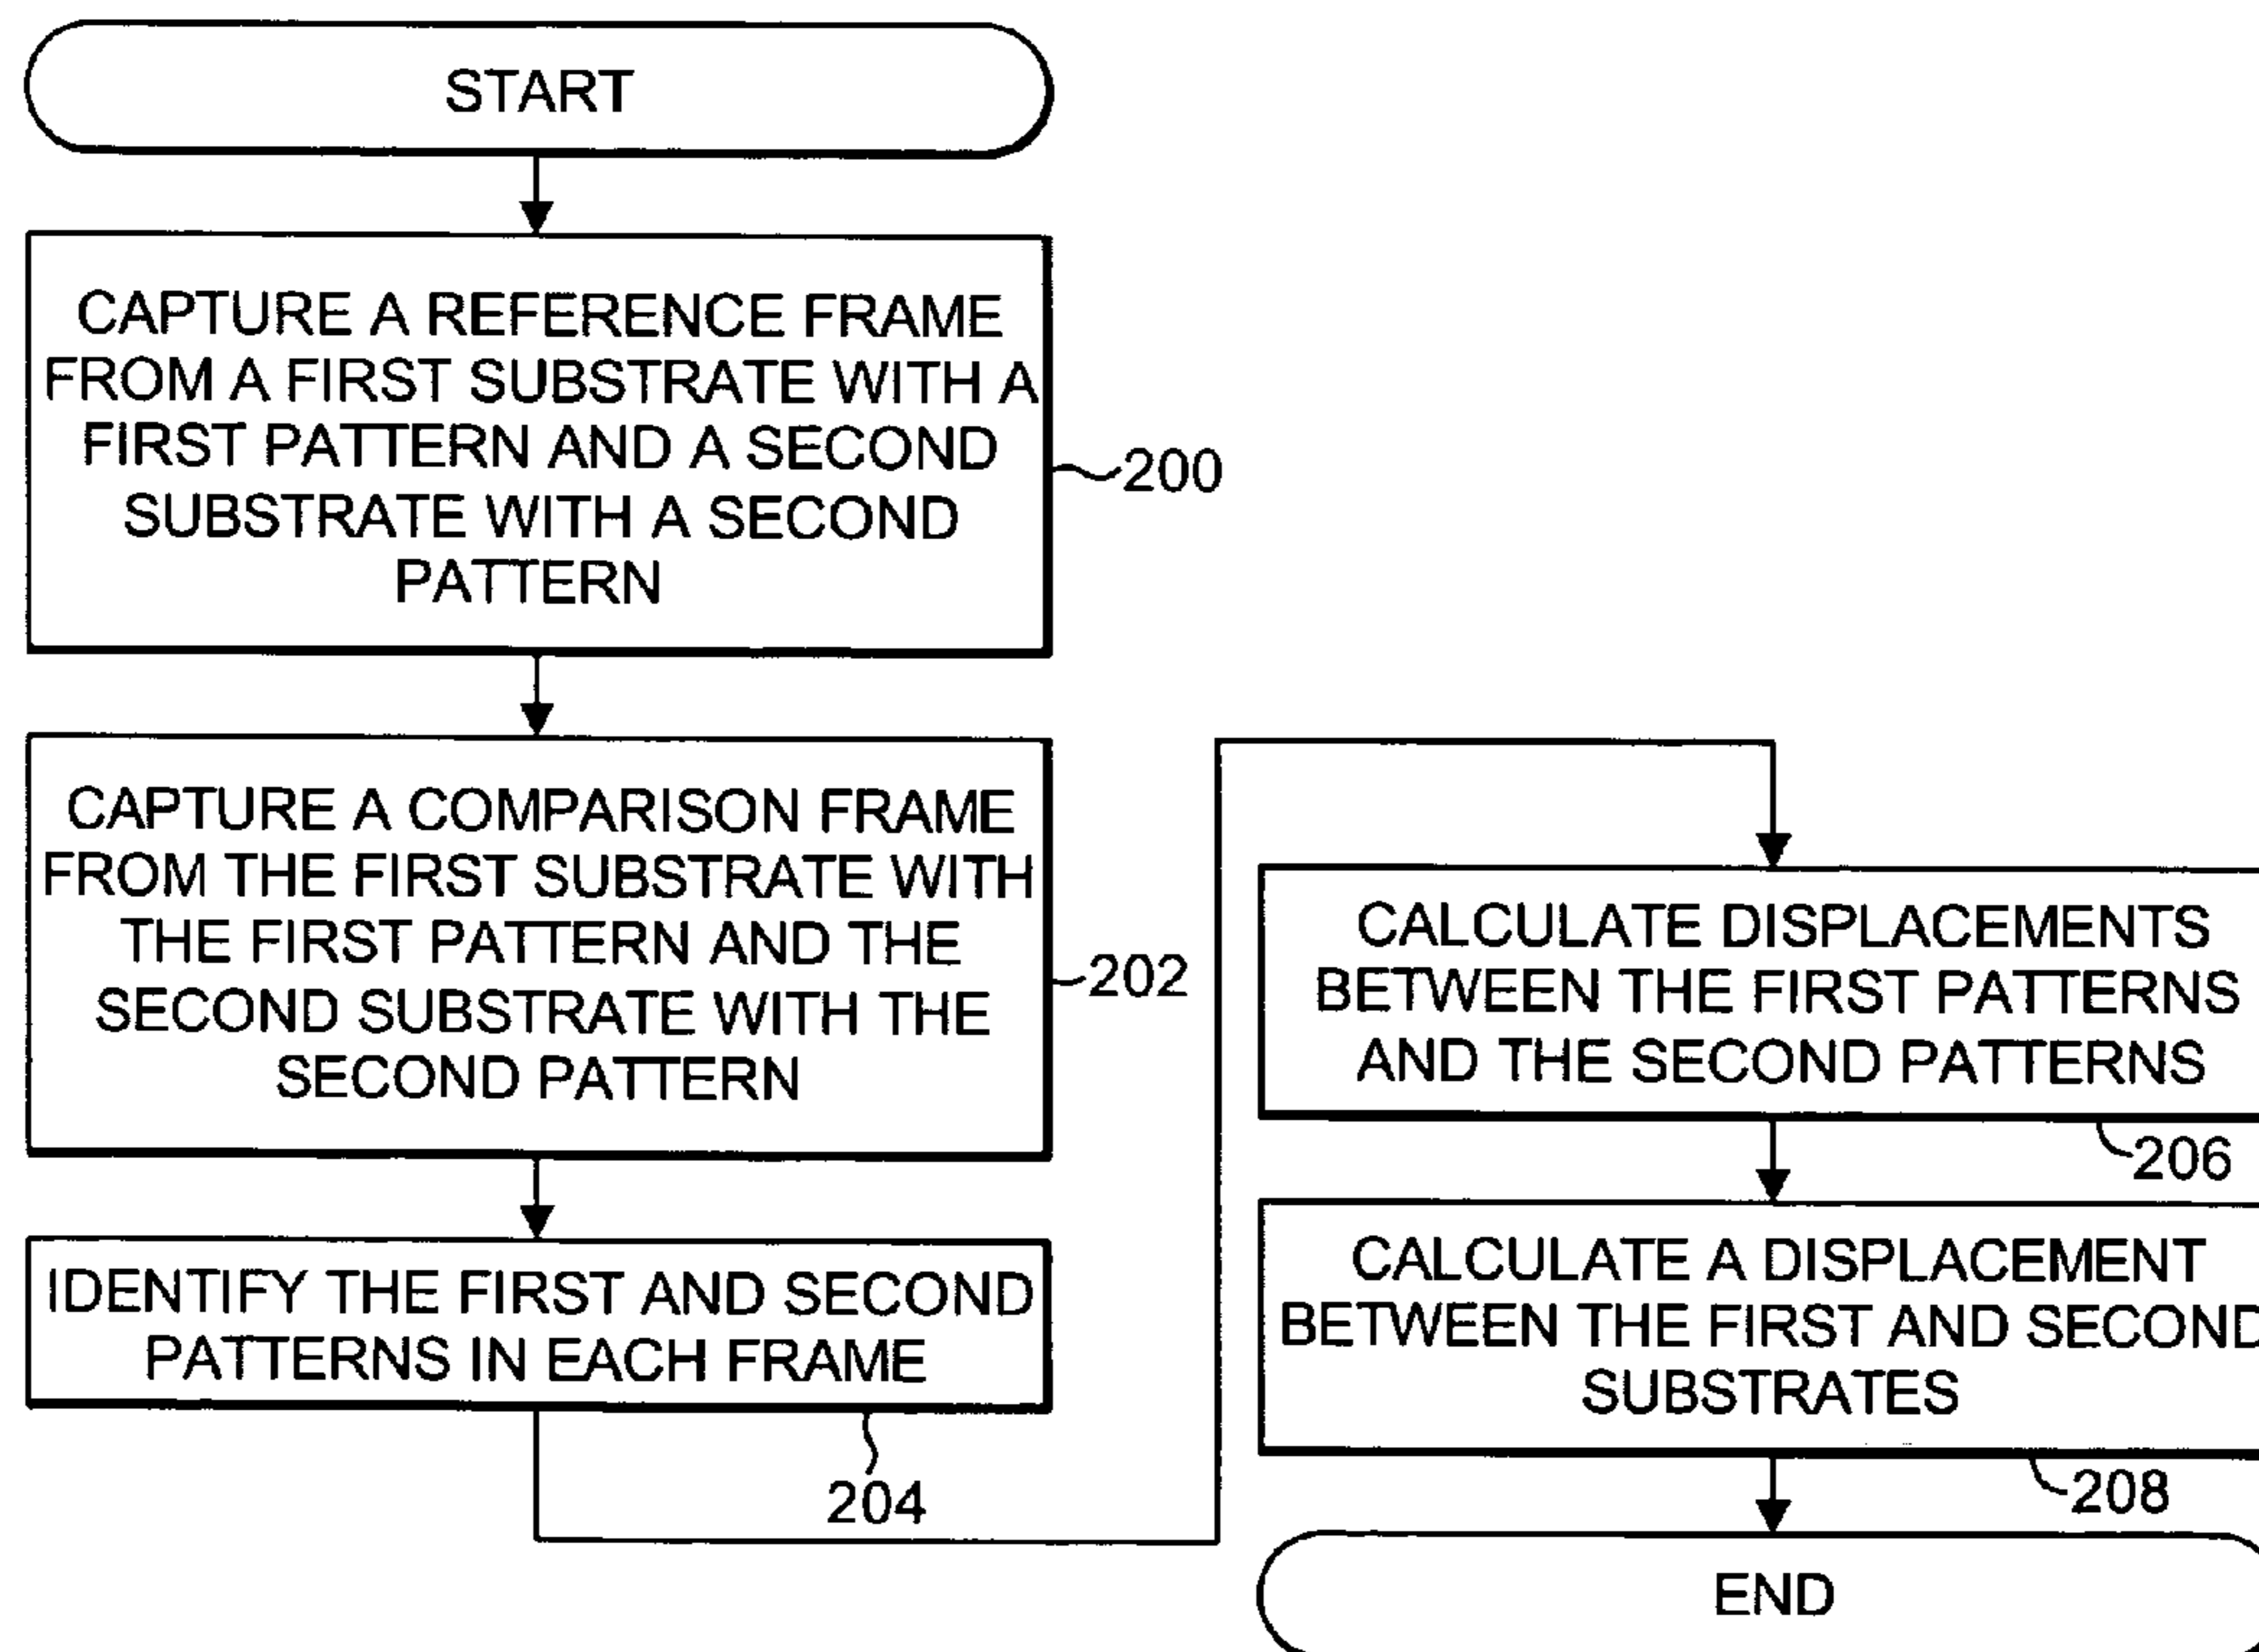 START
CAPTURE A REFERENCE FRAME
FROM A FIRST SUBSTRATE WITH A
FIRST PATTERN AND A SECOND
SUBSTRATE WITH A SECOND
PATTERN
200
CAPTURE A COMPARISON FRAME
FROM THE FIRST SUBSTRATE WITH
THE FIRST PATTERN AND THE
SECOND SUBSTRATE WITH THE
SECOND PATTERN
202
IDENTIFY THE FIRST AND SECOND
PATTERNS IN EACH FRAME
204
CALCULATE DISPLACEMENTS
BETWEEN THE FIRST PATTERNS
AND THE SECOND PATTERNS
206
CALCULATE A DISPLACEMENT
BETWEEN THE FIRST AND SECOND
SUBSTRATES
208
END